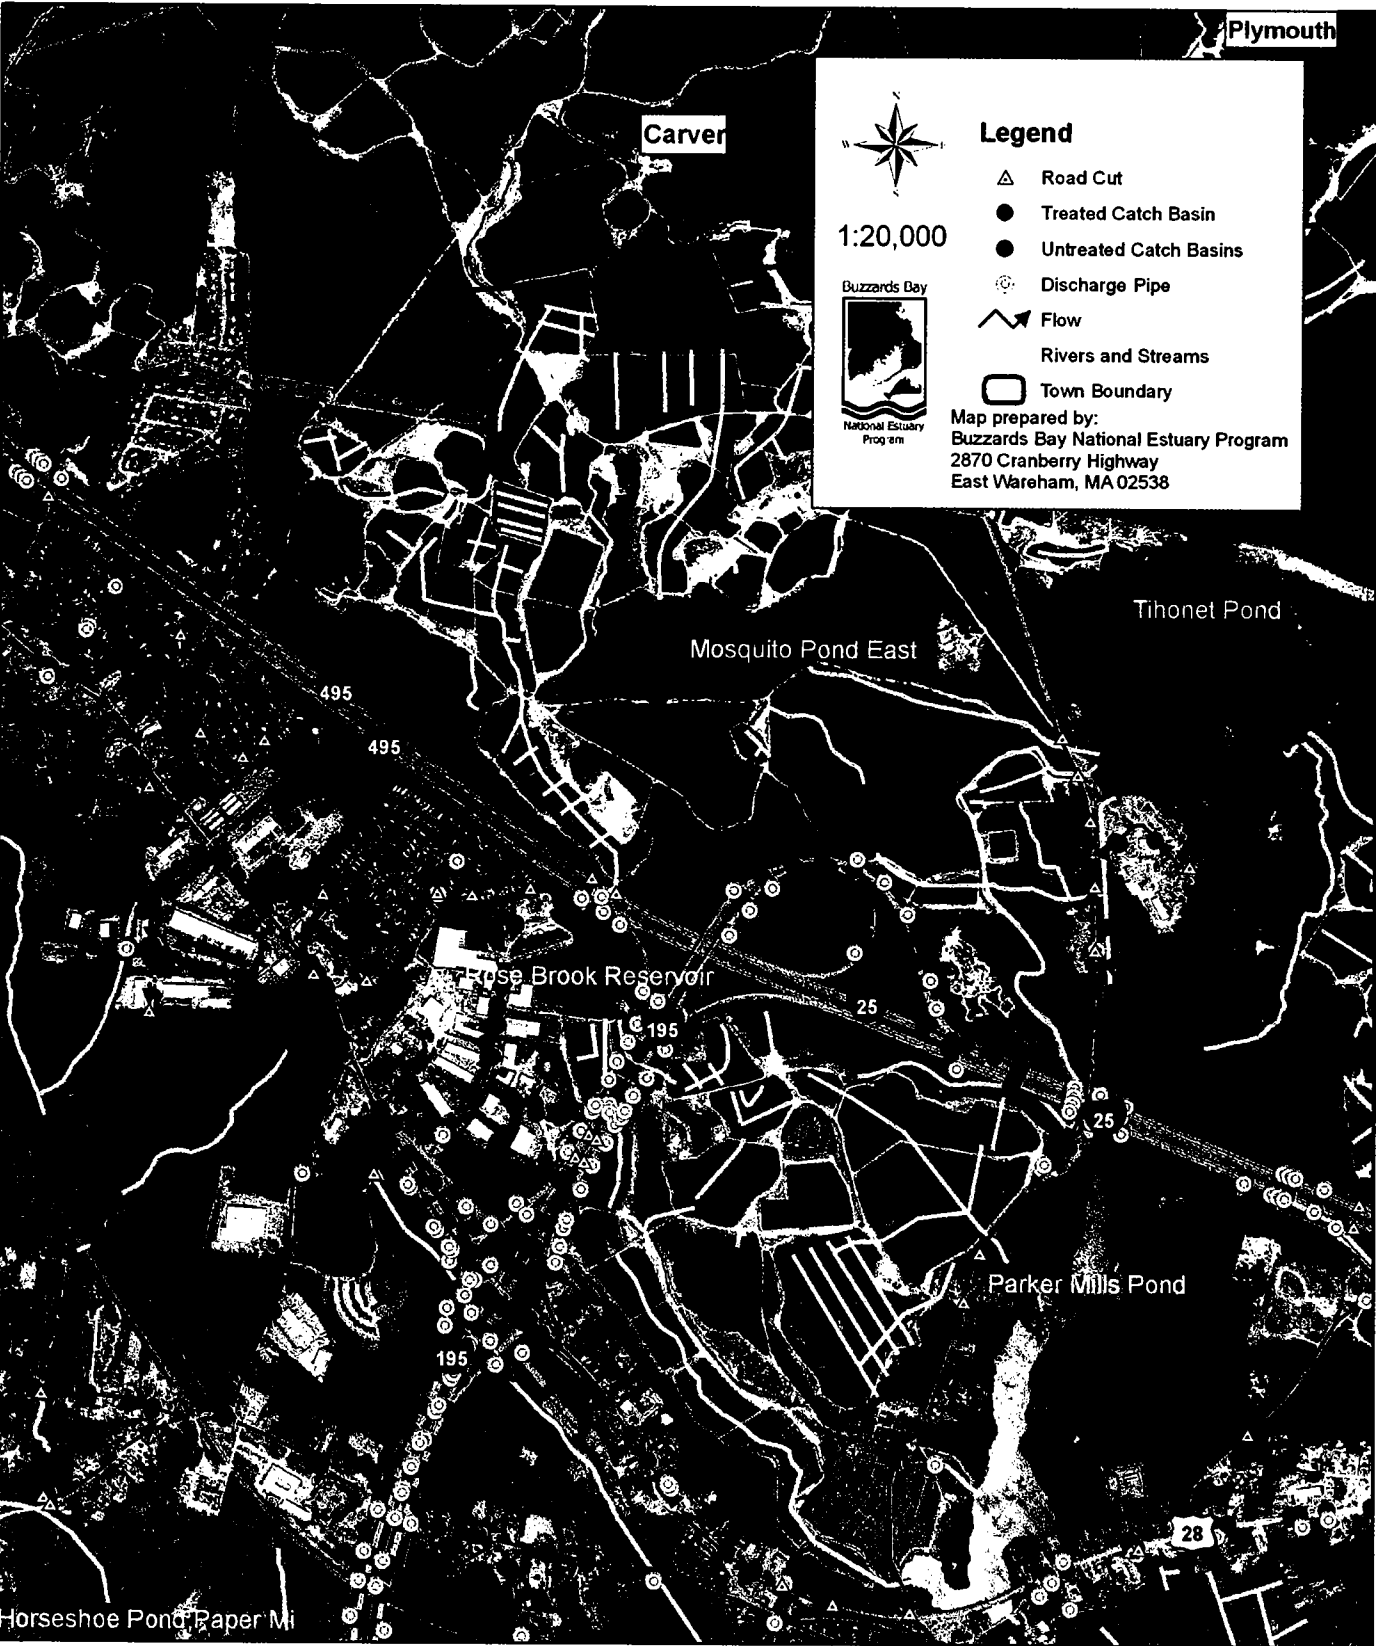 Plymouth
Carver
N
W
E
S
Legend
Road Cut
Treated Catch Basin
1:20,000
Untreated Catch Basins
Buzzards Bay
Discharge Pipe
Flow
Rivers and Streams
Town Boundary
National Estuary
Program
Map prepared by:
Buzzards Bay National Estuary Program
2870 Cranberry Highway
East Wareham, MA 02538
Tihonet Pond
Mosquito Pond East
495
495
Rose Brook Reservoir
25
195
25
Parker Mills Pond
195
28
Horseshoe Pond,Paper Mi